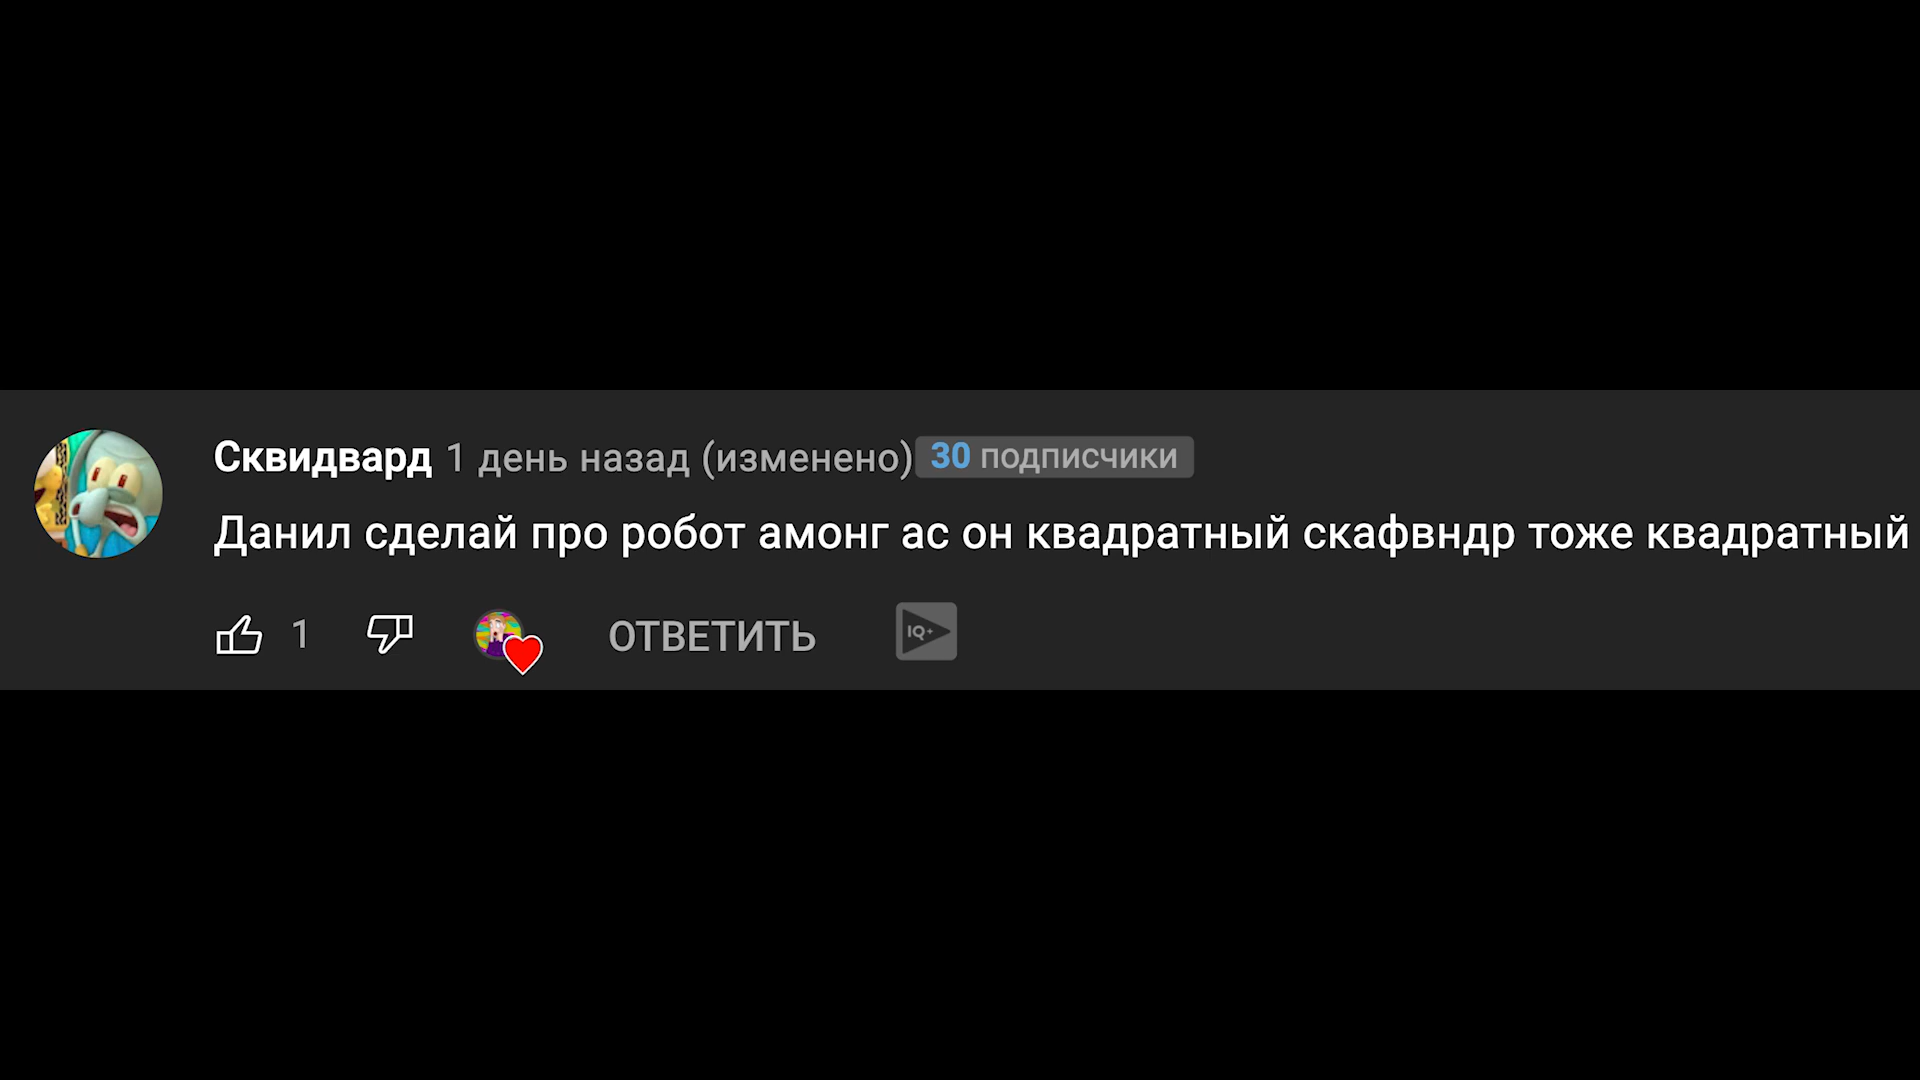 Сквидвард 1 день назад (изменено) 30 подписчики
Данил сделай про робот амонг ас он квадратный скафвндр тоже квадратный
1 ОТВЕТИТЬ IQ+